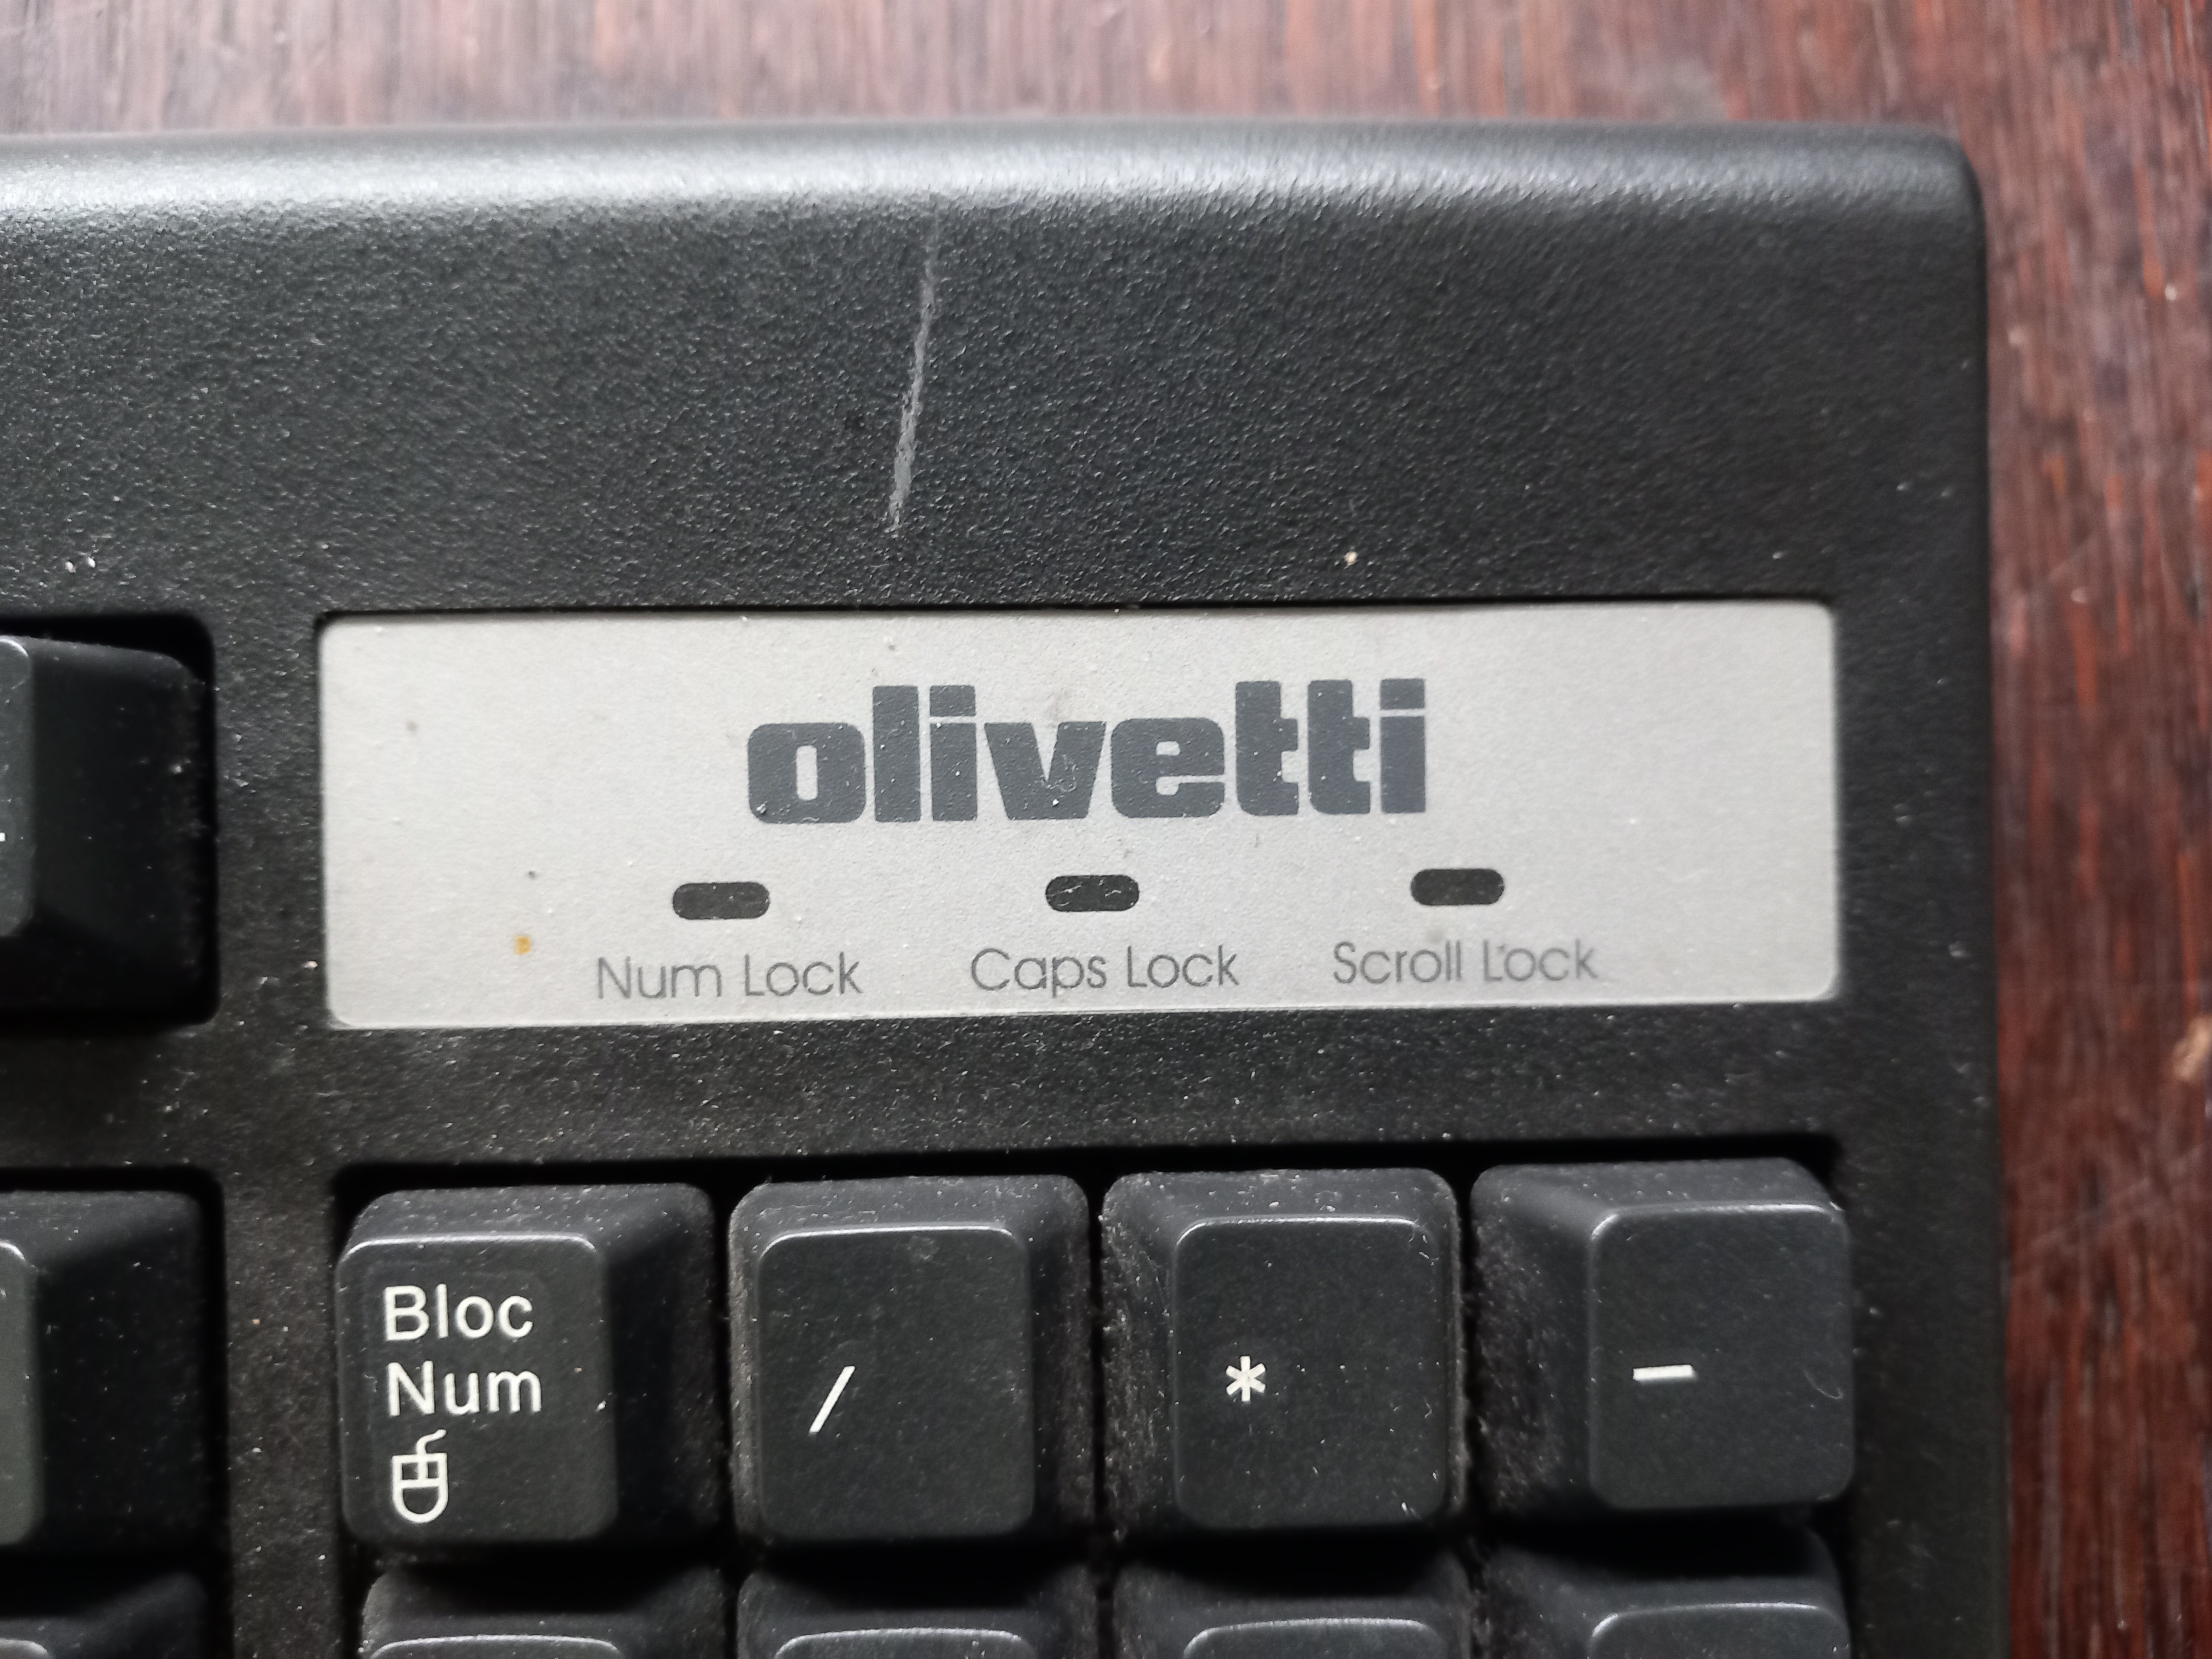 olivetti
Num Lock Caps Lock Scroll Lock
Bloc
Num
/ * -